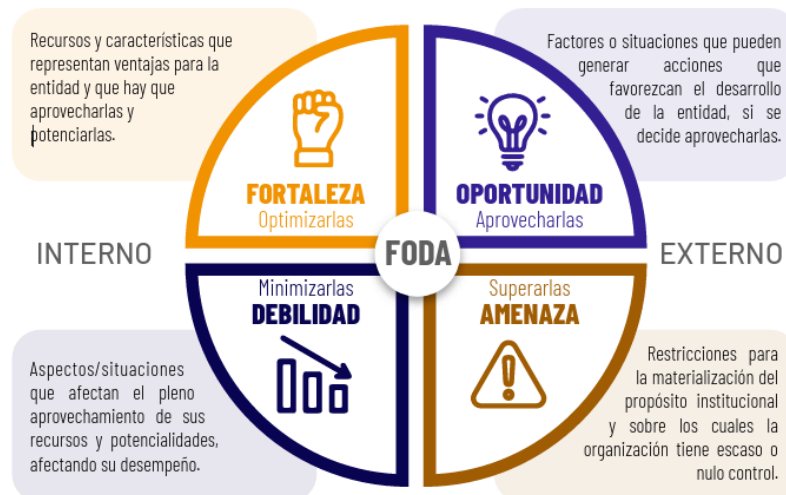 Recursos y características que
representan ventajas para la
entidad y que hay que
aprovecharlas y
potenciarlas.
Factores o situaciones que pueden
generar acciones que
favorezcan el desarrollo
de la entidad, si se
decide aprovecharlas.
FORTALEZA
Optimizarlas
OPORTUNIDAD
Aprovecharlas
INTERNO
FODA
EXTERNO
Minimizarlas
DEBILIDAD
Superarlas
AMENAZA
Aspectos/situaciones
que afectan el pleno
aprovechamiento de sus
recursos y potencialidades,
afectando su desempeño.
Restricciones para
la materialización del
propósito institucional
y sobre los cuales la
organización tiene escaso o
nulo control.